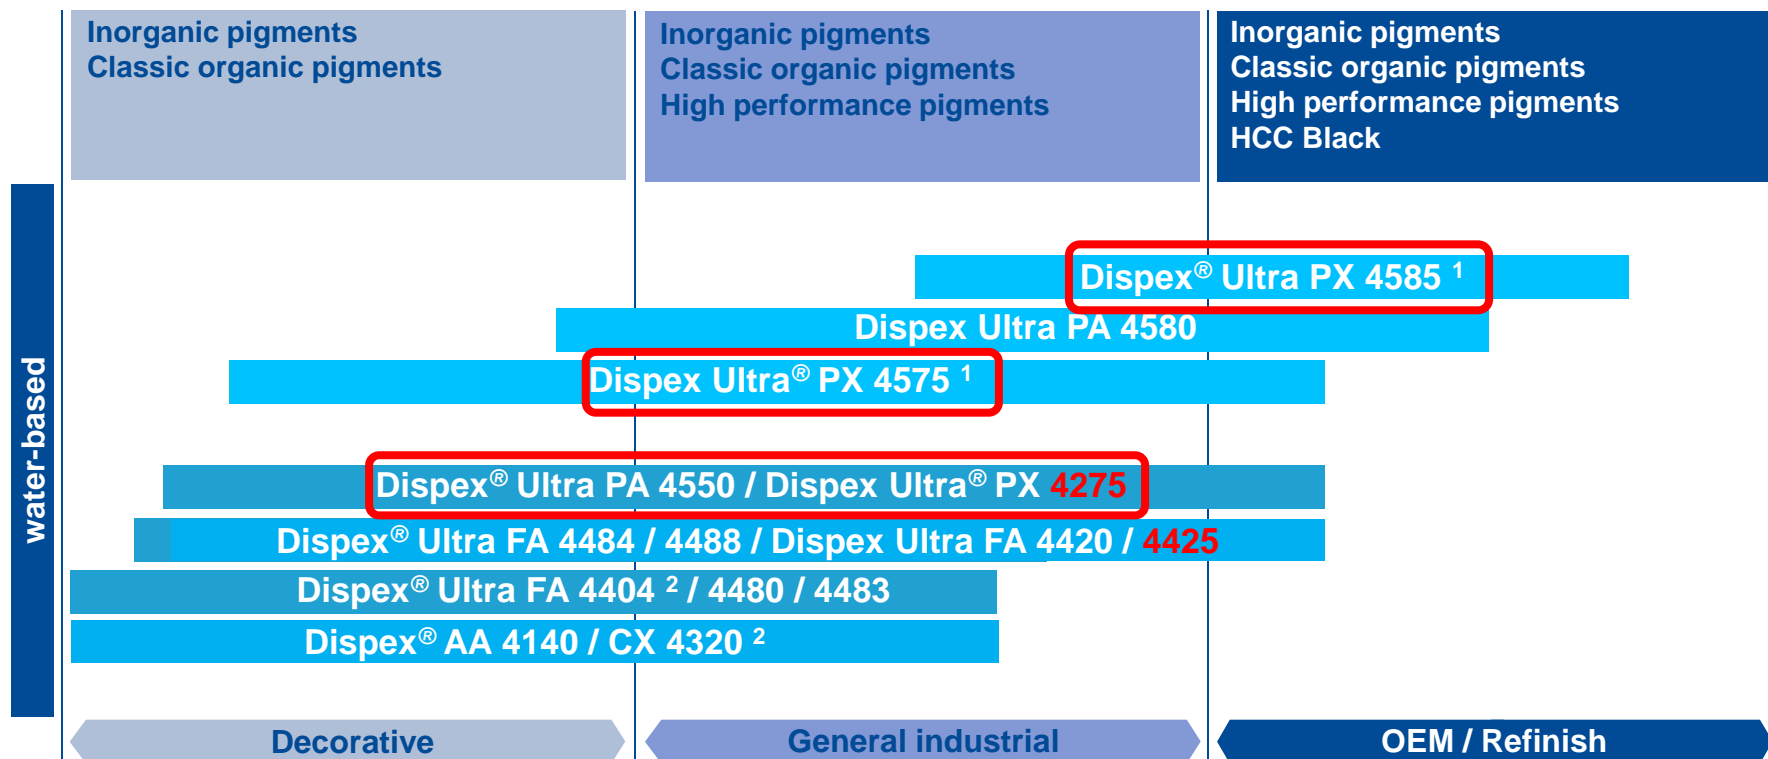 Inorganic pigments
Classic organic pigments
Inorganic pigments
Classic organic pigments
High performance pigments
Inorganic pigments
Classic organic pigments
High performance pigments
HCC Black
water-based
Dispex® Ultra PX 4585 ¹
Dispex Ultra PA 4580
Dispex Ultra® PX 4575 ¹
Dispex® Ultra PA 4550 / Dispex Ultra® PX 4275
Dispex® Ultra FA 4484 / 4488 / Dispex Ultra FA 4420 / 4425
Dispex® Ultra FA 4404 ² / 4480 / 4483
Dispex® AA 4140 / CX 4320 ²
Decorative
General industrial
OEM / Refinish